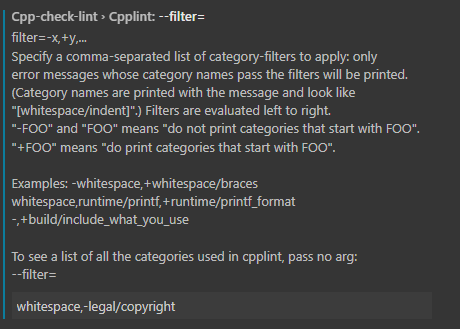 Cpp-check-lint › Cpplint: --filter=
filter=-x,+y,...
Specify a comma-separated list of category-filters to apply: only
error messages whose category names pass the filters will be printed.
(Category names are printed with the message and look like
"[whitespace/indent]".) Filters are evaluated left to right.
"-FOO" and "FOO" means "do not print categories that start with FOO".
"+FOO" means "do print categories that start with FOO".
Examples: -whitespace,+whitespace/braces
whitespace,runtime/printf,+runtime/printf_format
-,+build/include_what_you_use
To see a list of all the categories used in cpplint, pass no arg:
--filter=
whitespace,-legal/copyright